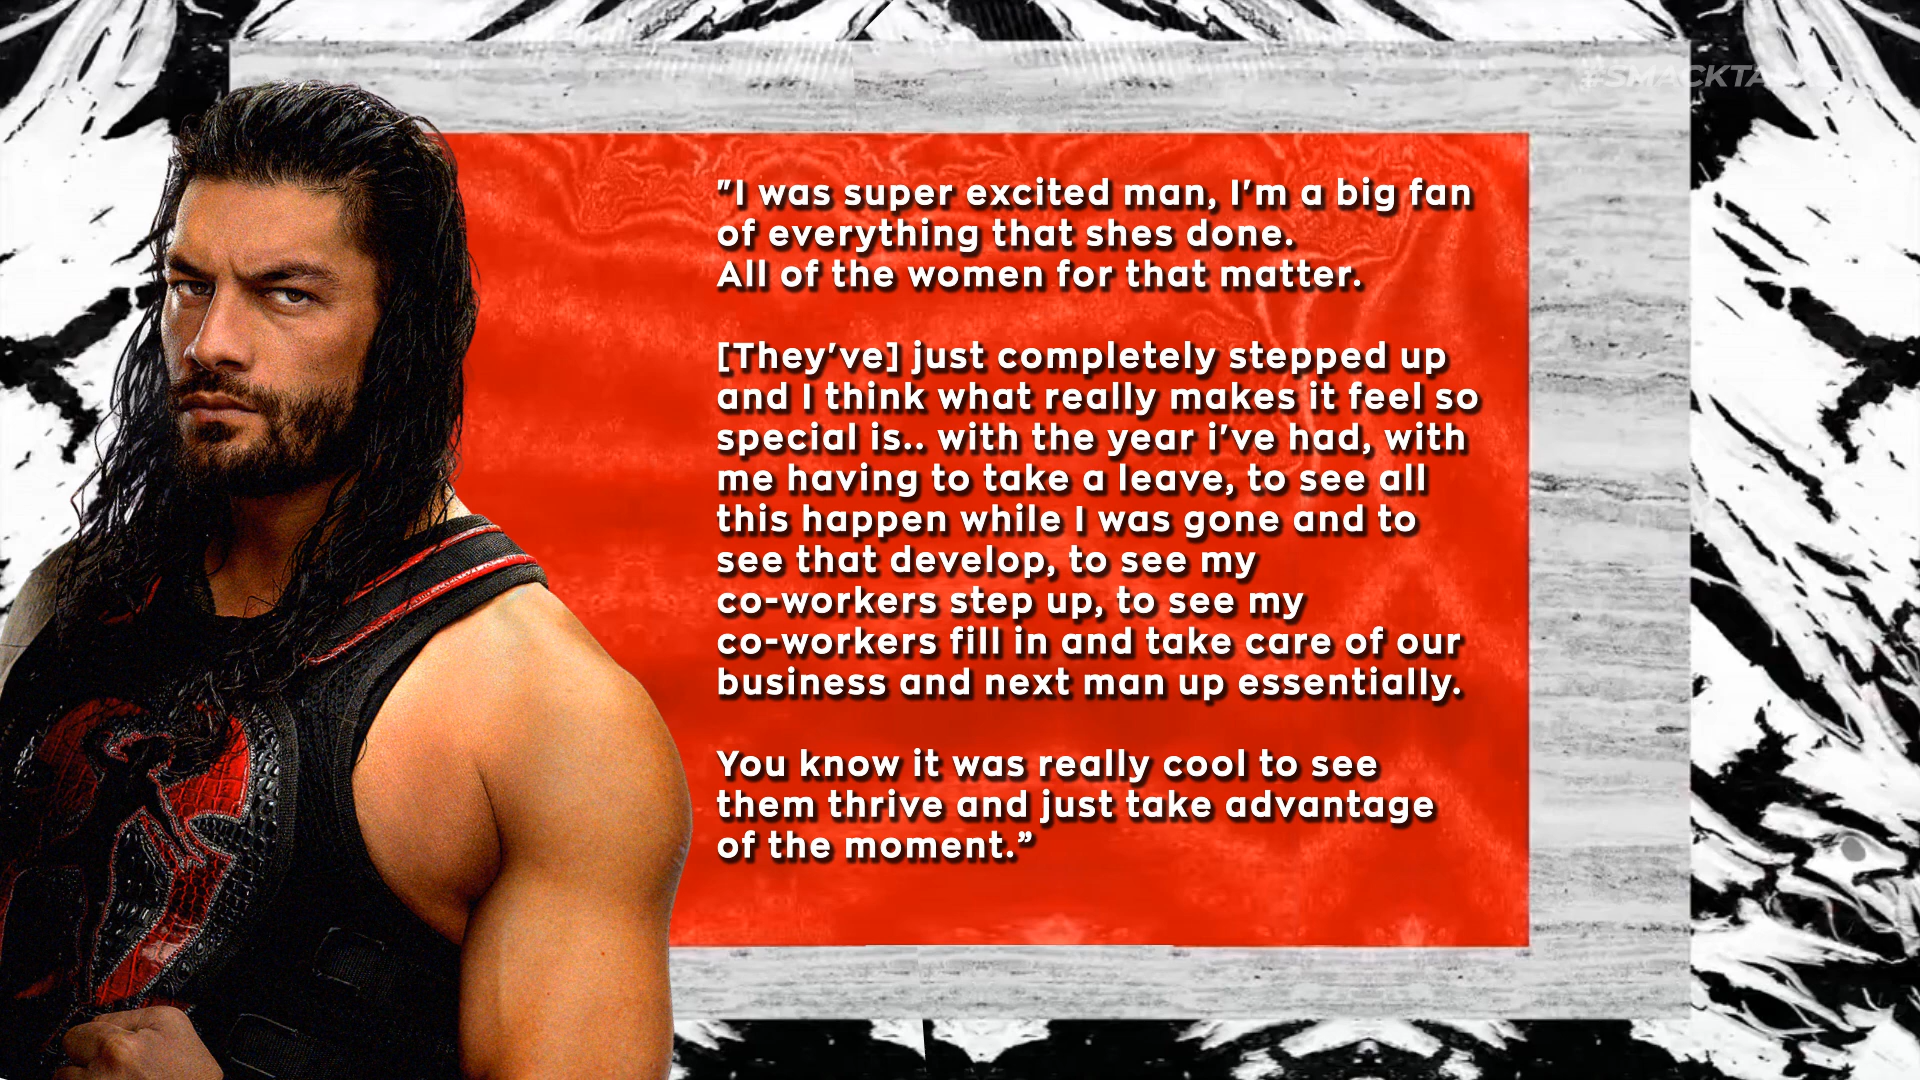 "I was super excited man, I'm a big fan
of everything that shes done.
All of the women for that matter.
[They've] just completely stepped up
and I think what really makes it feel so
special is.. with the year i've had, with
me having to take a leave, to see all
this happen while I was gone and to
see that develop, to see my
co-workers step up, to see my
co-workers fill in and take care of our
business and next man up essentially.
You know it was really cool to see
them thrive and just take advantage
of the moment."